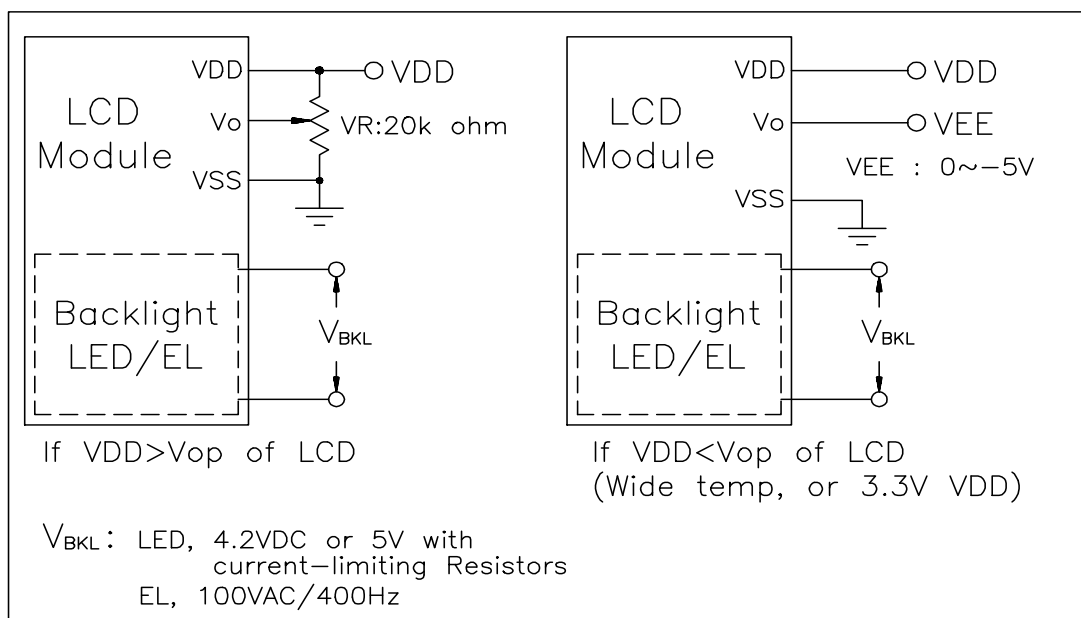 VDD
VDD
LCD
Module
Vo
VR:20k ohm
VSS
Backlight
LED/EL
VBKL
If VDD>Vop of LCD
VDD
VDD
LCD
Module
Vo
VEE
VEE : 0~-5V
VSS
Backlight
LED/EL
VBKL
If VDD<Vop of LCD
(Wide temp, or 3.3V VDD)
VBKL: LED, 4.2VDC or 5V with
current-limiting Resistors
EL, 100VAC/400Hz